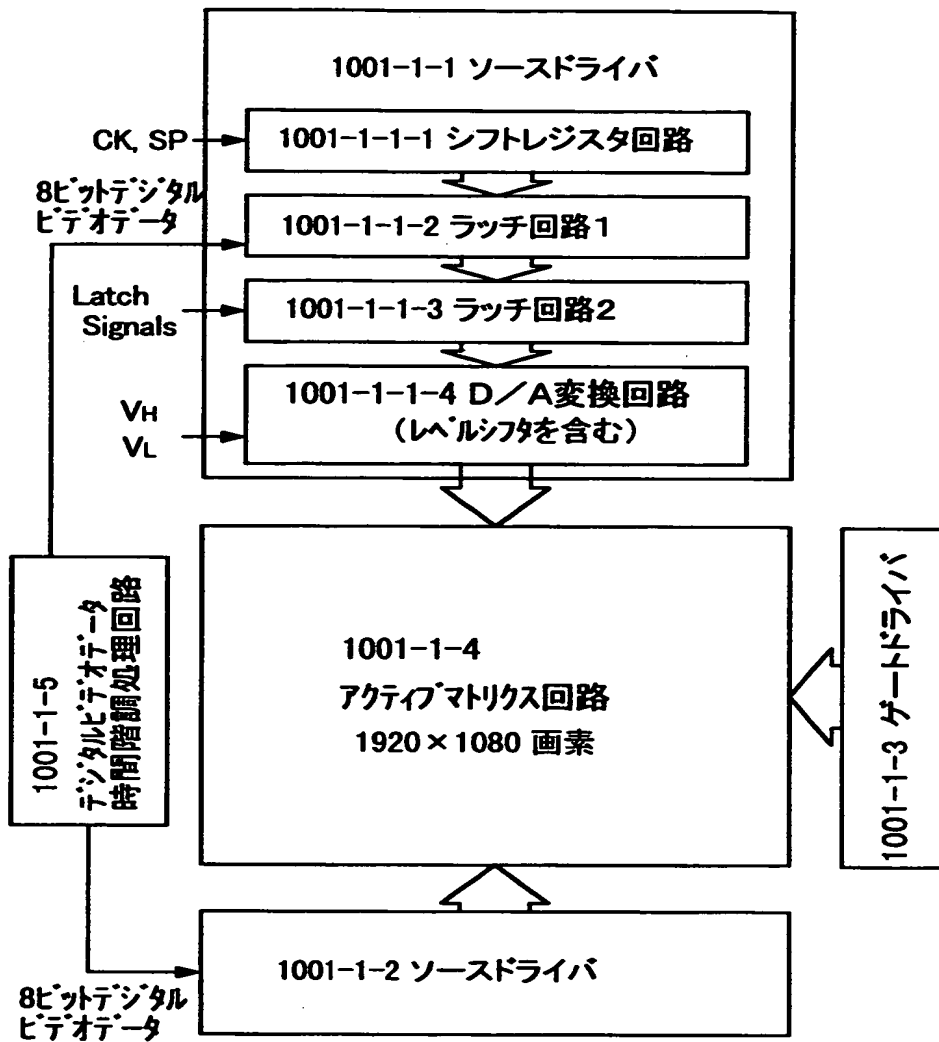 1001-1-1 ソースドライバ
CK, SP
1001-1-1-1 シフトレジスタ回路
8ビットデジタル
ビデオデータ
1001-1-1-2 ラッチ回路1
Latch
Signals
1001-1-1-3 ラッチ回路2
VH
VL
1001-1-1-4 D／A変換回路
（レベルシフタを含む）
1001-1-5
デジタルビデオデータ
時間階調処理回路
1001-1-4
アクティブマトリクス回路
1920×1080 画素
1001-1-3 ゲートドライバ
1001-1-2 ソースドライバ
8ビットデジタル
ビデオデータ